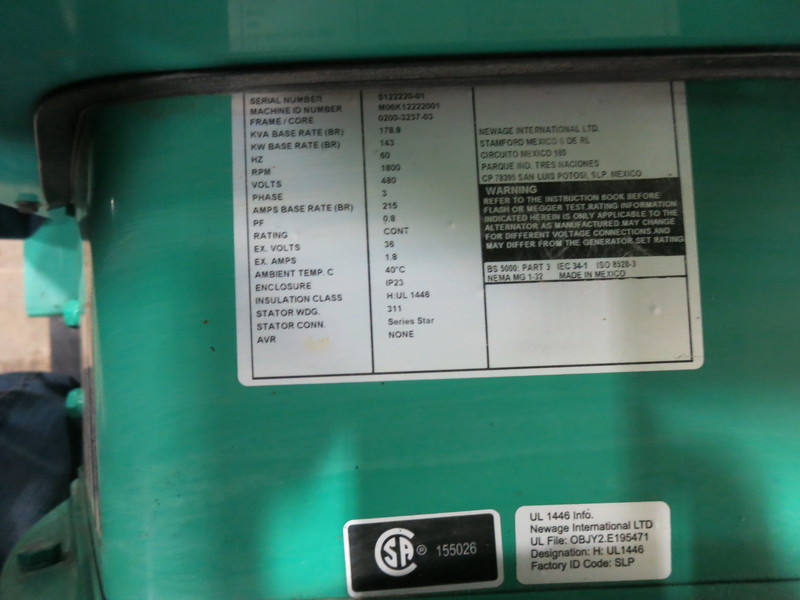 SERIAL NUMBER S122220-01
MACHINE ID NUMBER M06K12222001
FRAME / CORE 0200-3237-03
KVA BASE RATE (BR) 178.8
KW BASE RATE (BR) 143
HZ 60
RPM 1800
VOLTS 480
PHASE 3
AMPS BASE RATE (BR) 215
PF 0.8
RATING CONT
EX. VOLTS 36
EX. AMPS 1.8
AMBIENT TEMP. C 40°C
ENCLOSURE IP23
INSULATION CLASS H:UL 1446
STATOR WDG. 311
STATOR CONN. Series Star
AVR NONE
NEWAGE INTERNATIONAL LTD.
STAMFORD MEXICO S DE RL
CIRCUITO MEXICO 185
PARQUE IND. TRES NACIONES
CP 78395 SAN LUIS POTOSI, SLP. MEXICO
WARNING
REFER TO THE INSTRUCTION BOOK BEFORE
FLASH OR MEGGER TEST.RATING INFORMATION
INDICATED HEREIN IS ONLY APPLICABLE TO THE
ALTERNATOR AS MANUFACTURED MAY CHANGE
FOR DIFFERENT VOLTAGE CONNECTIONS.AND
MAY DIFFER FROM THE GENERATOR SET RATING
BS 5000: PART 3 IEC 34-1 ISO 8528-3
NEMA MG 1-32 MADE IN MEXICO
CSA ® 155026
UL 1446 Info.
Newage International LTD
UL File: OBJY2.E195471
Designation: H: UL1446
Factory ID Code: SLP